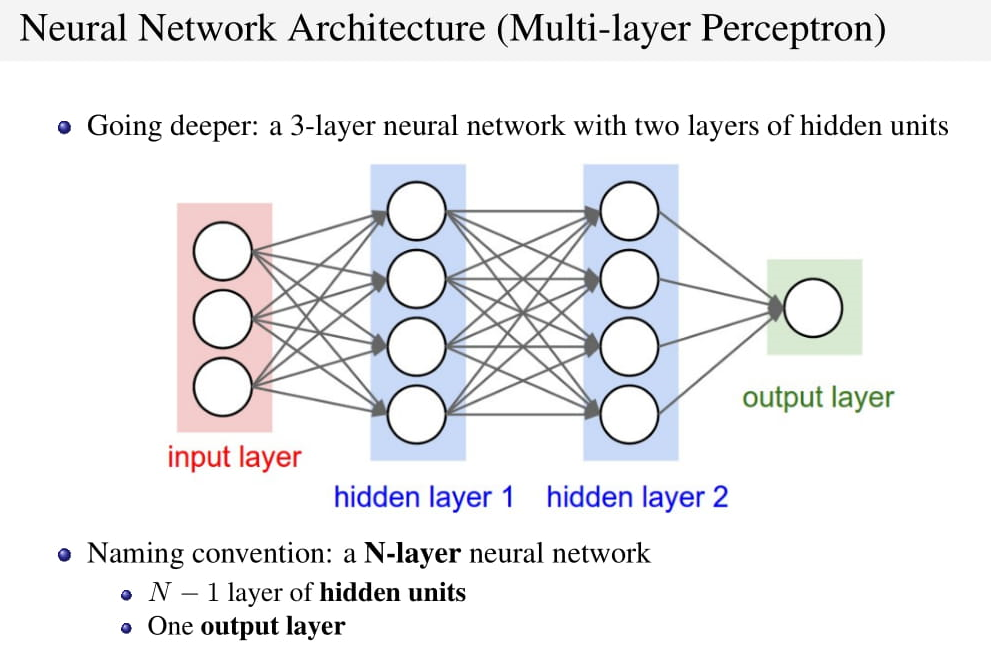 Neural Network Architecture (Multi-layer Perceptron)
Going deeper: a 3-layer neural network with two layers of hidden units
output layer
input layer
hidden layer 1
hidden layer 2
Naming convention: a N-layer neural network
N − 1 layer of hidden units
One output layer